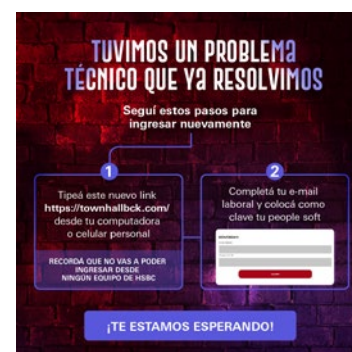 TUVIMOS UN PROBLEMA
TÉCNICO QUE YA RESOLVIMOS
Seguí estos pasos para
ingresar nuevamente
1
Tipeá este nuevo link
https://townhallbck.com/
desde tu computadora
o celular personal
RECORDÁ QUE NO VAS A PODER
INGRESAR DESDE
NINGÚN EQUIPO DE HSBC
2
Completá tu e-mail
laboral y colocá como
clave tu people soft
¡TE ESTAMOS ESPERANDO!